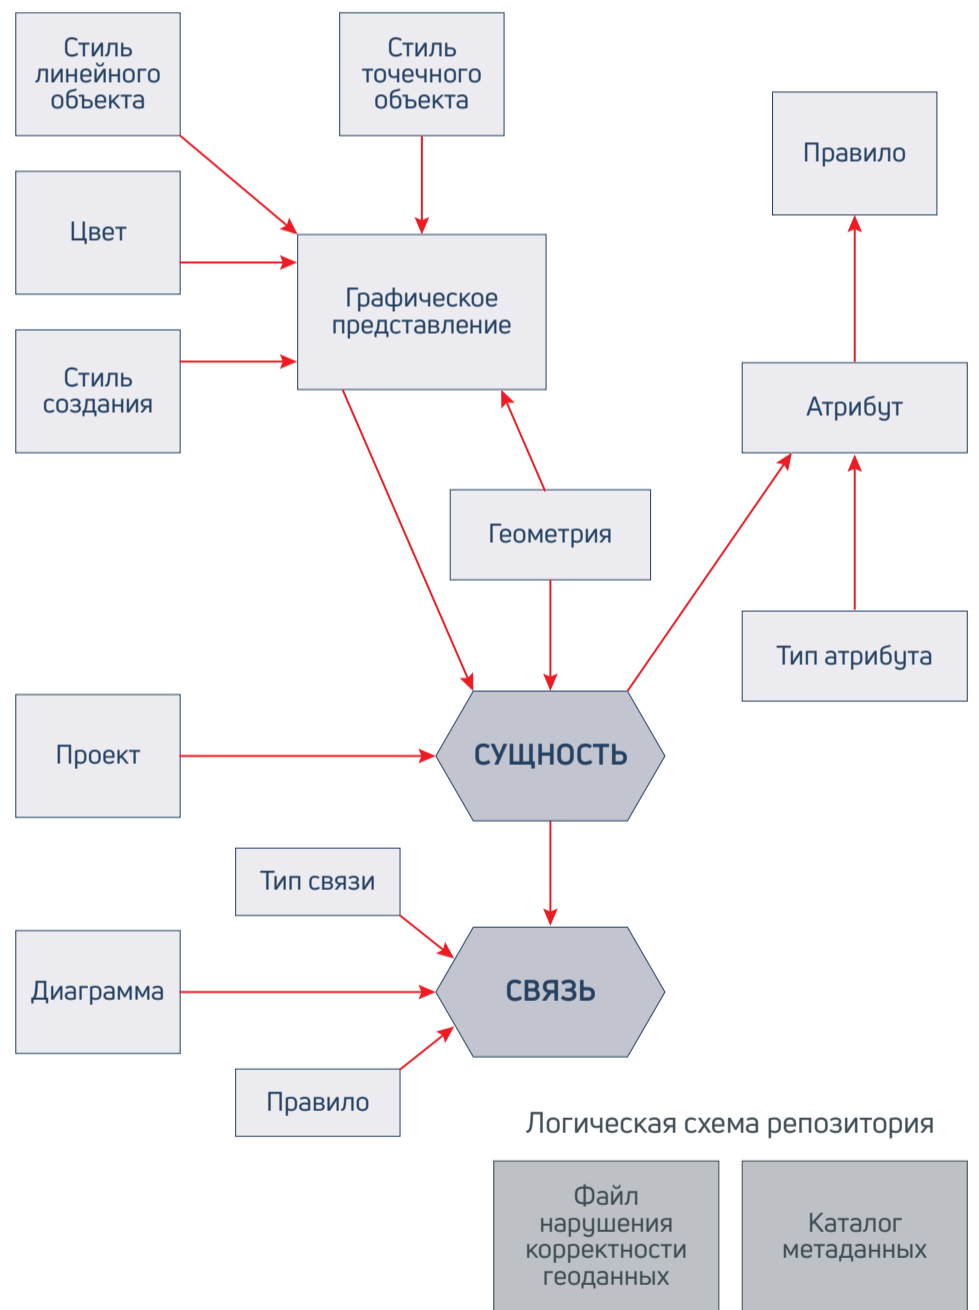 Стиль
линейного
объекта
Стиль
точечного
объекта
Правило
Цвет
Графическое
представление
Стиль
создания
Атрибут
Геометрия
Тип атрибута
Проект
СУЩНОСТЬ
Тип связи
Диаграмма
СВЯЗЬ
Правило
Логическая схема репозитория
Файл
нарушения
корректности
геоданных
Каталог
метаданных